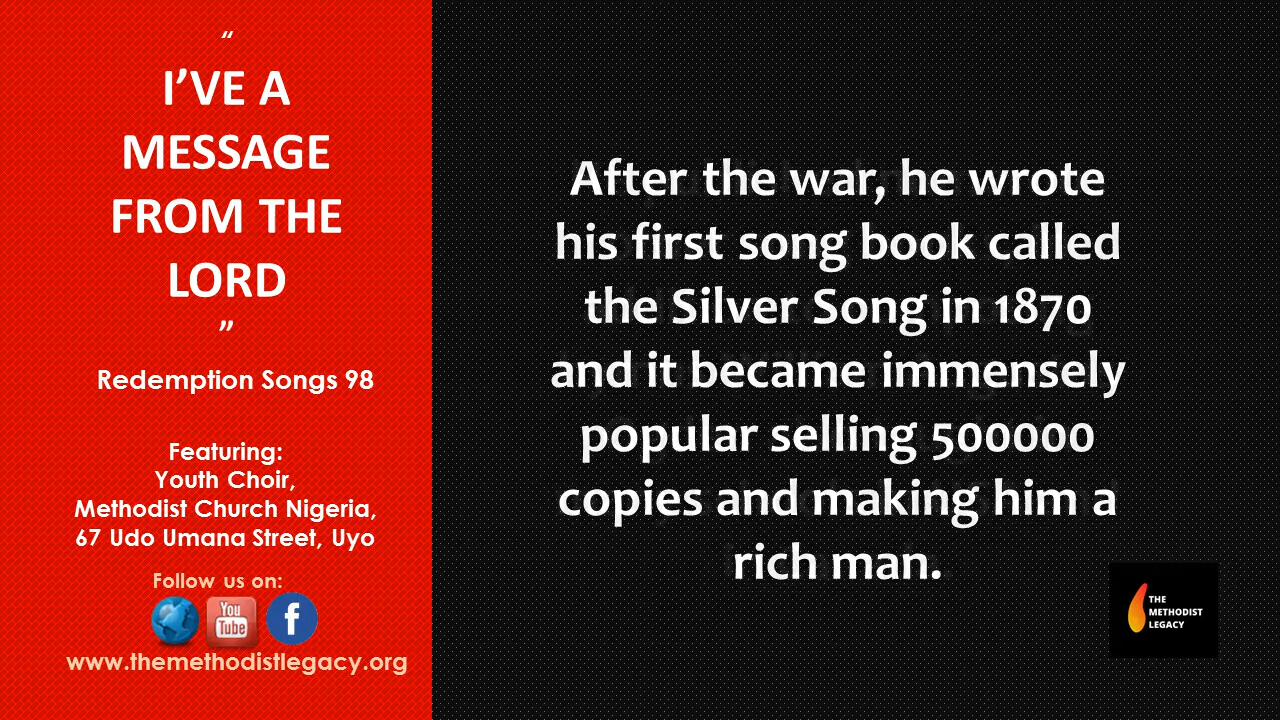 “
I’VE A
MESSAGE
FROM THE
LORD
”
Redemption Songs 98
Featuring:
Youth Choir,
Methodist Church Nigeria,
67 Udo Umana Street, Uyo
Follow us on:
You
Tube
f
www.themethodistlegacy.org
After the war, he wrote
his first song book called
the Silver Song in 1870
and it became immensely
popular selling 500000
copies and making him a
rich man.
THE
METHODIST
LEGACY